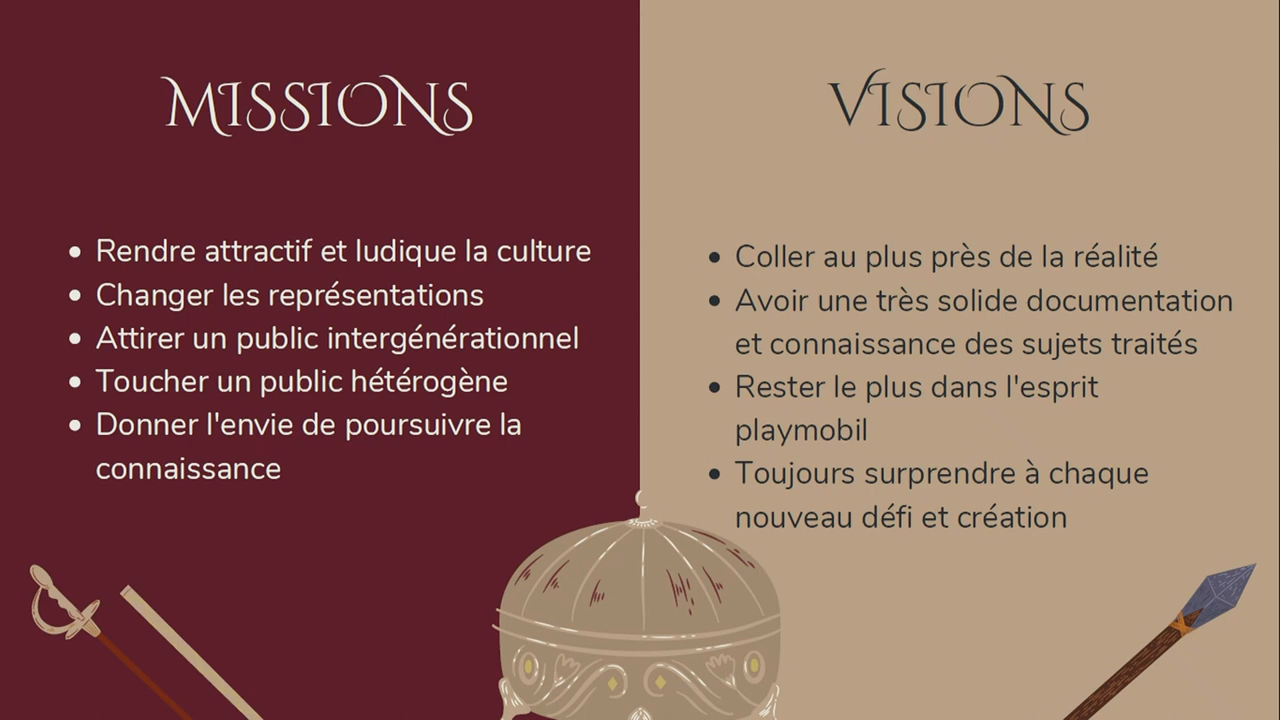 MISSIONS
Rendre attractif et ludique la culture
Changer les représentations
Attirer un public intergénérationnel
Toucher un public hétérogène
Donner l'envie de poursuivre la
connaissance
VISIONS
Coller au plus près de la réalité
Avoir une très solide documentation
et connaissance des sujets traités
Rester le plus dans l'esprit
playmobil
Toujours surprendre à chaque
nouveau défi et création